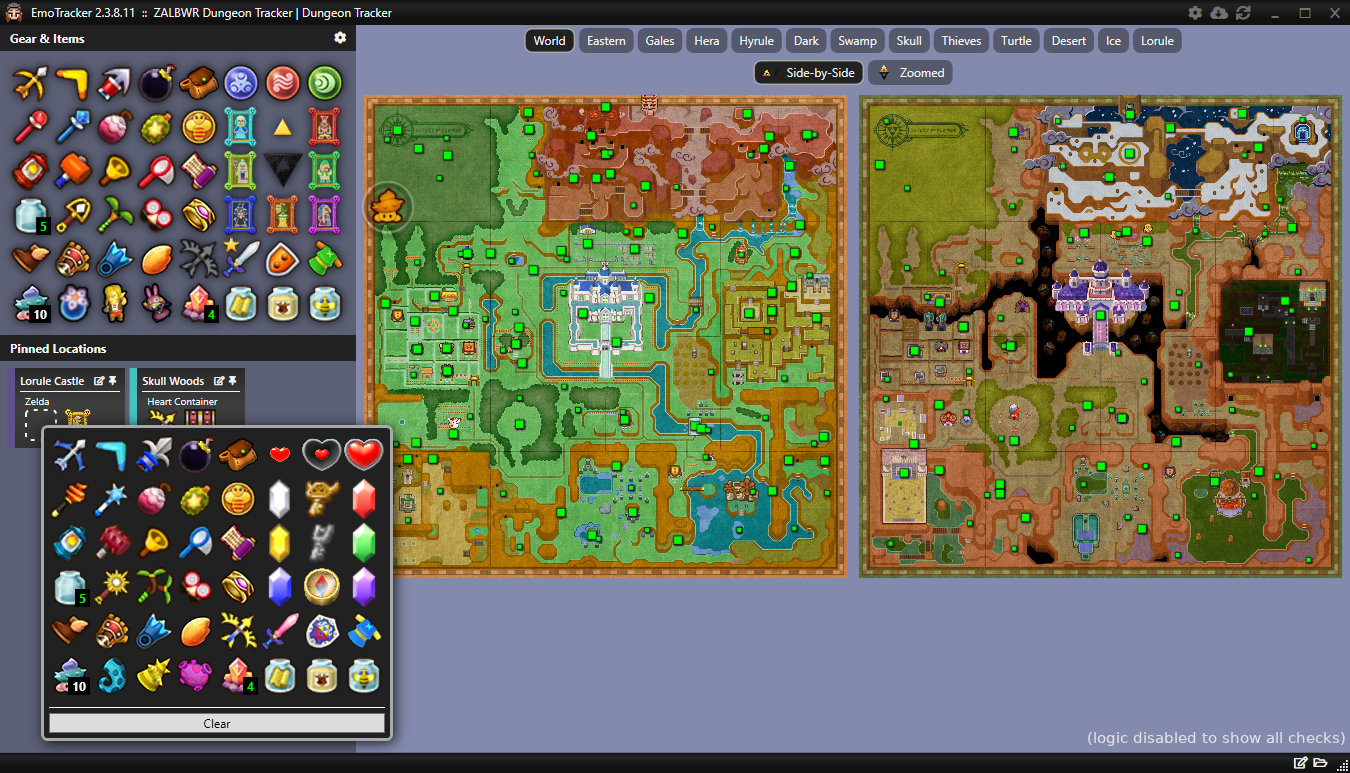 EmoTracker 2.3.8.11 :: ZALBWR Dungeon Tracker | Dungeon Tracker
Gear & Items
World Eastern Gales Hera Hyrule Dark Swamp Skull Thieves Turtle Desert Ice Lorule
Side-by-Side Zoomed
5
10
4
Pinned Locations
Lorule Castle
Zelda
Skull Woods
Heart Container
5
10
4
Clear
(logic disabled to show all checks)